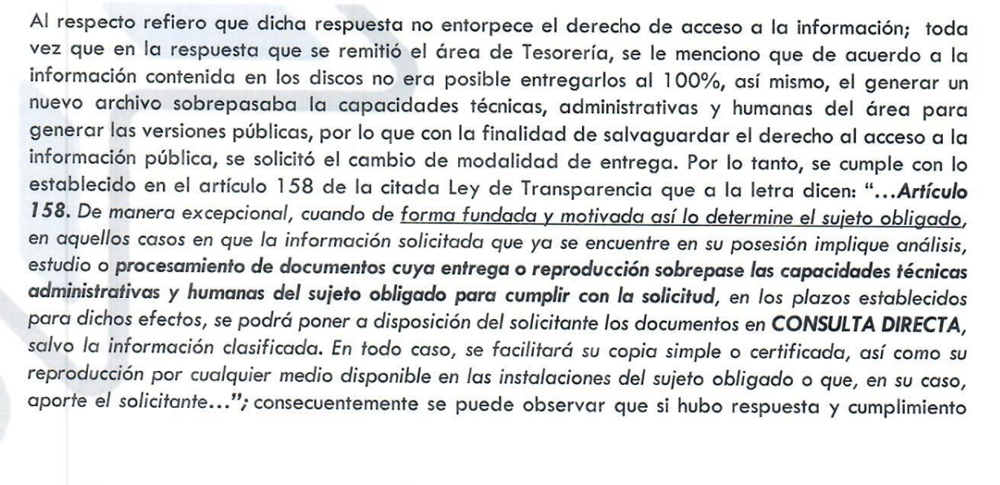 Al respecto refiero que dicha respuesta no entorpece el derecho de acceso a la información; toda
vez que en la respuesta que se remitió el área de Tesorería, se le menciono que de acuerdo a la
información contenida en los discos no era posible entregarlos al 100%, así mismo, el generar un
nuevo archivo sobrepasaba la capacidades técnicas, administrativas y humanas del área para
generar las versiones públicas, por lo que con la finalidad de salvaguardar el derecho al acceso a la
información pública, se solicitó el cambio de modalidad de entrega. Por lo tanto, se cumple con lo
establecido en el artículo 158 de la citada Ley de Transparencia que a la letra dicen: “...Artículo
158. De manera excepcional, cuando de forma fundada y motivada así lo determine el sujeto obligado,
en aquellos casos en que la información solicitada que ya se encuentre en su posesión implique análisis,
estudio o procesamiento de documentos cuya entrega o reproducción sobrepase las capacidades técnicas
administrativas y humanas del sujeto obligado para cumplir con la solicitud, en los plazos establecidos
para dichos efectos, se podrá poner a disposición del solicitante los documentos en CONSULTA DIRECTA,
salvo la información clasificada. En todo caso, se facilitará su copia simple o certificada, así como su
reproducción por cualquier medio disponible en las instalaciones del sujeto obligado o que, en su caso,
aporte el solicitante...”; consecuentemente se puede observar que si hubo respuesta y cumplimiento